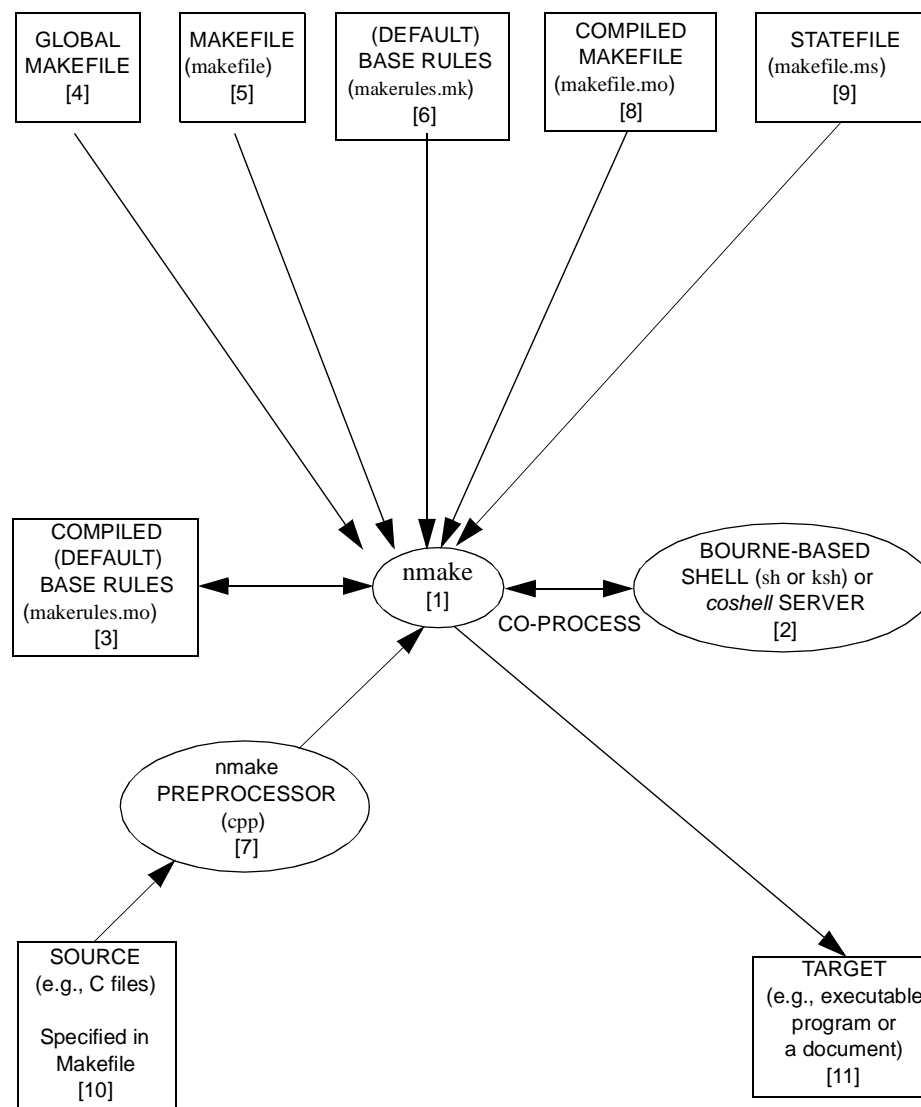 GLOBAL
MAKEFILE
[4]
MAKEFILE
(makefile)
[5]
(DEFAULT)
BASE RULES
(makerules.mk)
[6]
COMPILED
MAKEFILE
(makefile.mo)
[8]
STATEFILE
(makefile.ms)
[9]
COMPILED
(DEFAULT)
BASE RULES
(makerules.mo)
[3]
nmake
[1]
CO-PROCESS
BOURNE-BASED
SHELL (sh or ksh) or
coshell SERVER
[2]
nmake
PREPROCESSOR
(cpp)
[7]
SOURCE
(e.g., C files)
Specified in
Makefile
[10]
TARGET
(e.g., executable
program or
a document)
[11]